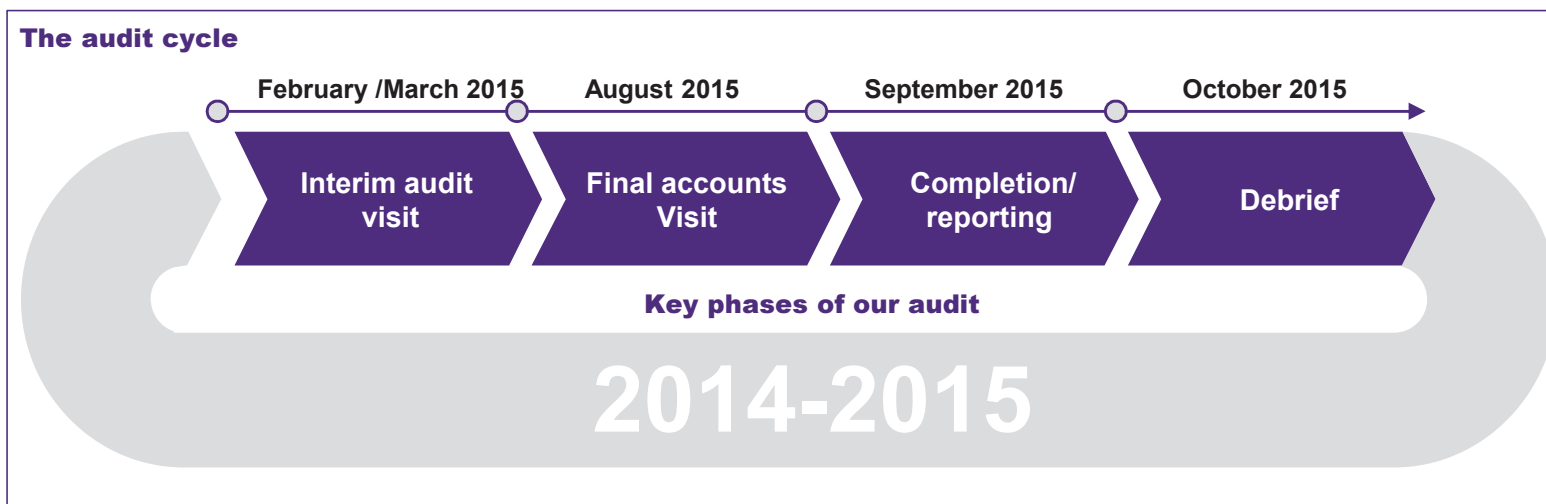 The audit cycle
February /March 2015
August 2015
September 2015
October 2015
Interim audit
visit
Final accounts
Visit
Completion/
reporting
Debrief
Key phases of our audit
2014-2015